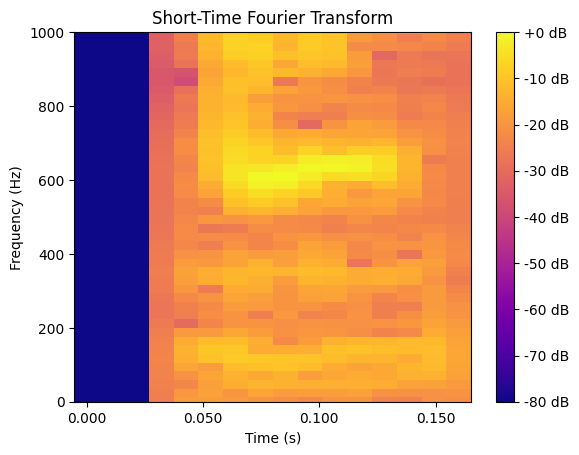 Short-Time Fourier Transform
Frequency (Hz)
1000
800
600
400
200
0
0.000
0.050
0.100
0.150
Time (s)
+0 dB
-10 dB
-20 dB
-30 dB
-40 dB
-50 dB
-60 dB
-70 dB
-80 dB